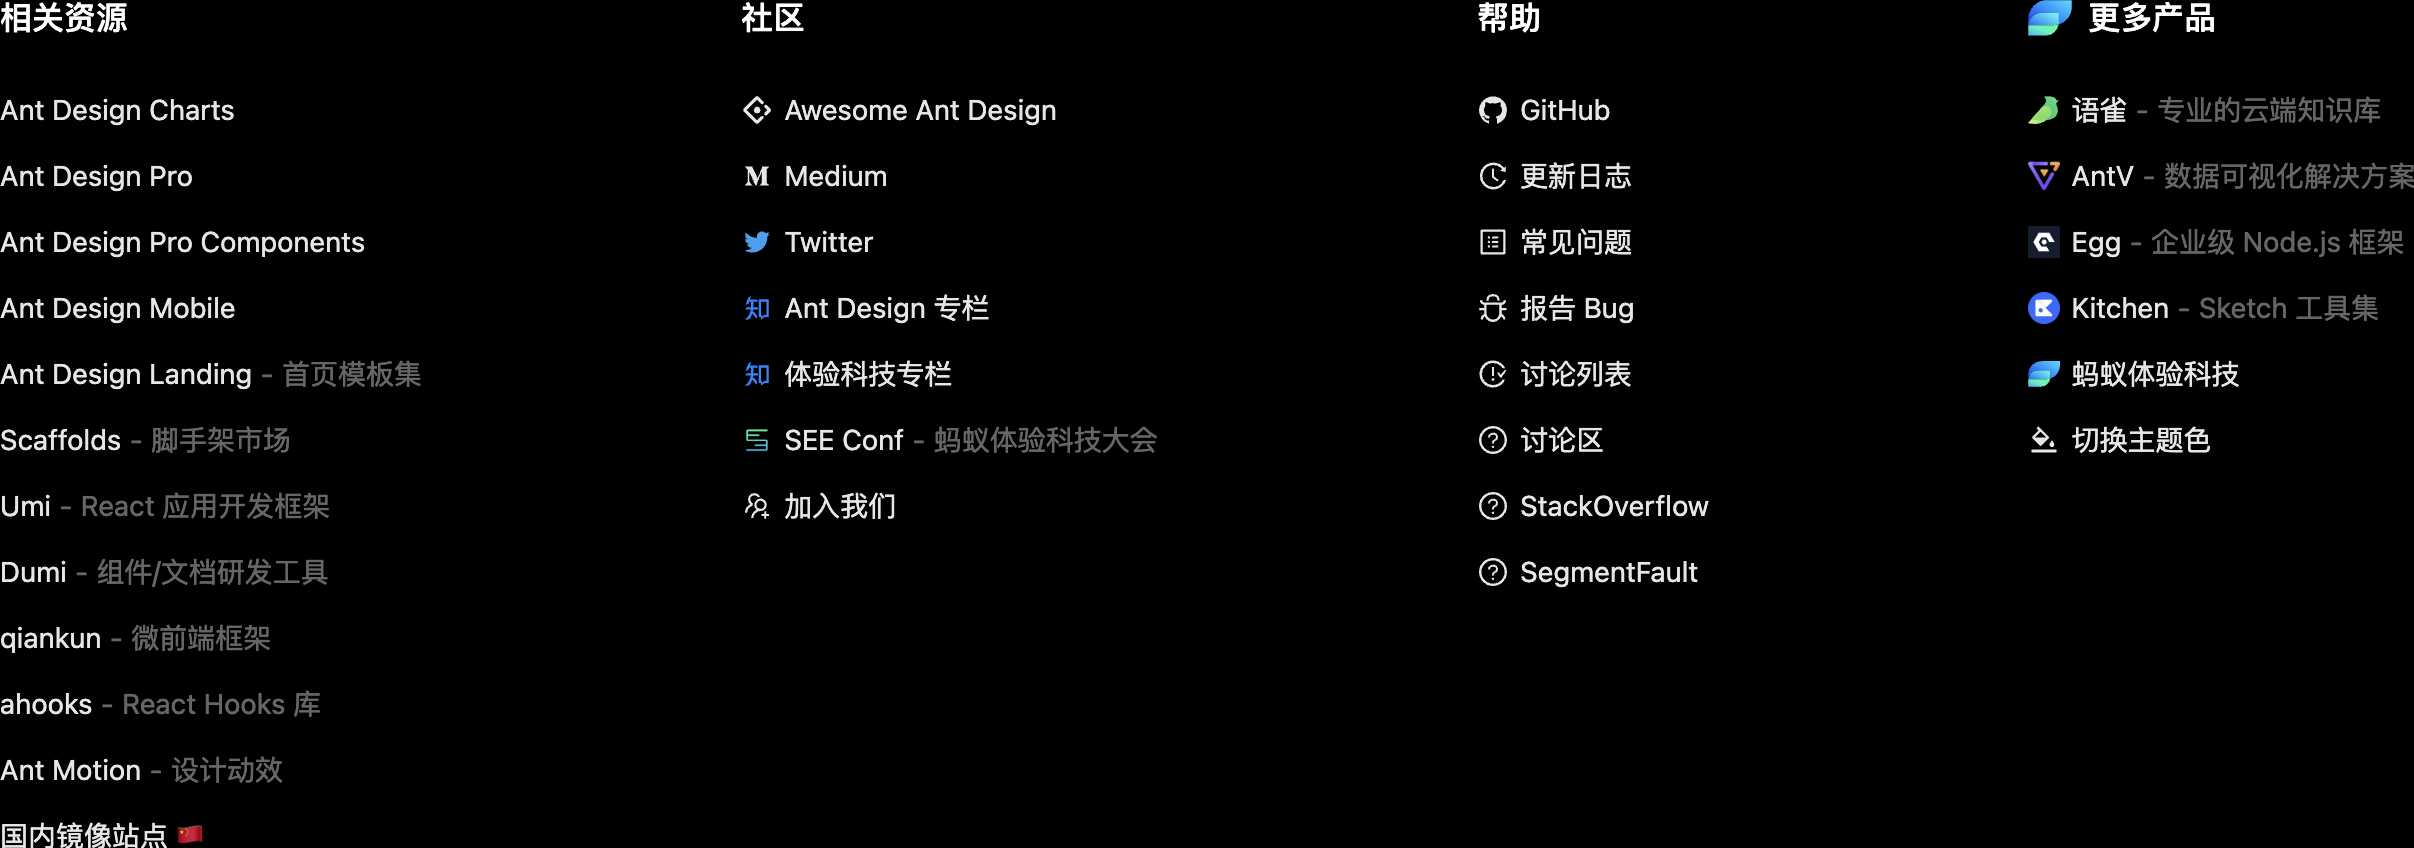 相关资源
Ant Design Charts
Ant Design Pro
Ant Design Pro Components
Ant Design Mobile
Ant Design Landing - 首页模板集
Scaffolds - 脚手架市场
Umi - React 应用开发框架
Dumi - 组件/文档研发工具
qiankun - 微前端框架
ahooks - React Hooks 库
Ant Motion - 设计动效
国内镜像站点 🇨🇳
社区
Awesome Ant Design
Medium
Twitter
知 Ant Design 专栏
知 体验科技专栏
SEE Conf - 蚂蚁体验科技大会
加入我们
帮助
GitHub
更新日志
常见问题
报告 Bug
讨论列表
讨论区
StackOverflow
SegmentFault
更多产品
语雀 - 专业的云端知识库
AntV - 数据可视化解决方案
Egg - 企业级 Node.js 框架
Kitchen - Sketch 工具集
蚂蚁体验科技
切换主题色